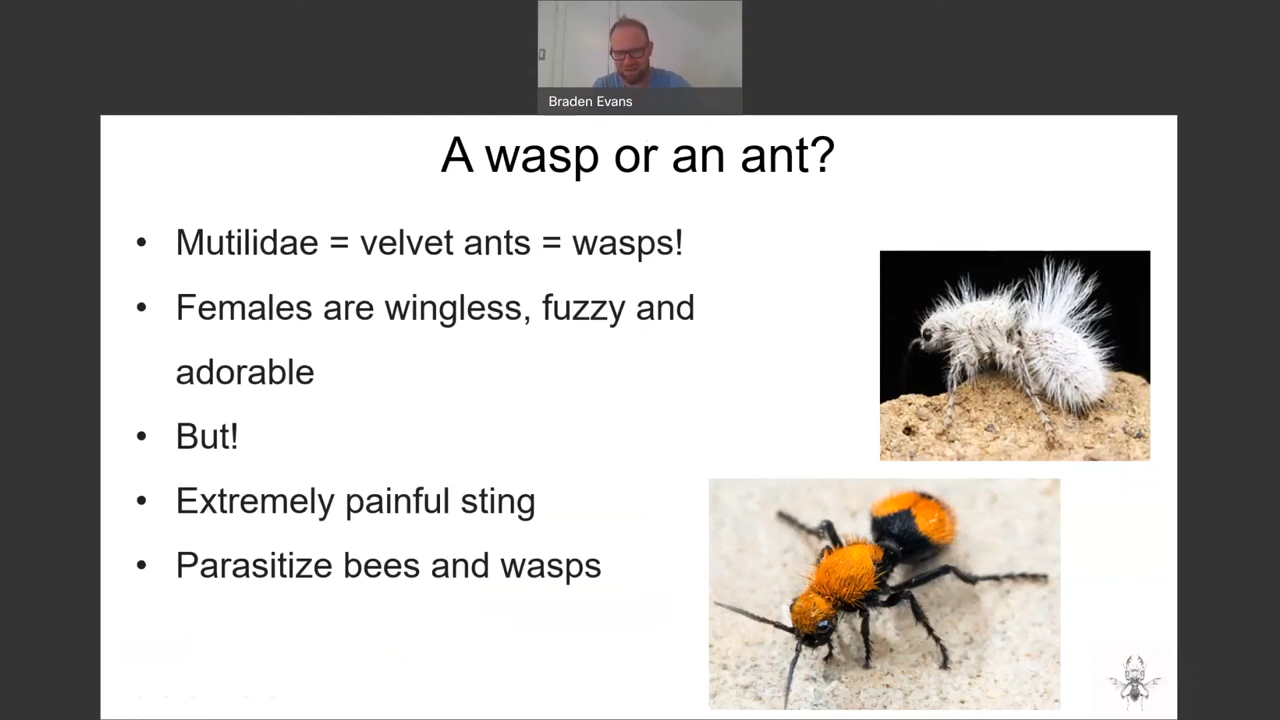 Braden Evans
A wasp or an ant?
• Mutilidae = velvet ants = wasps!
• Females are wingless, fuzzy and
adorable
• But!
• Extremely painful sting
• Parasitize bees and wasps